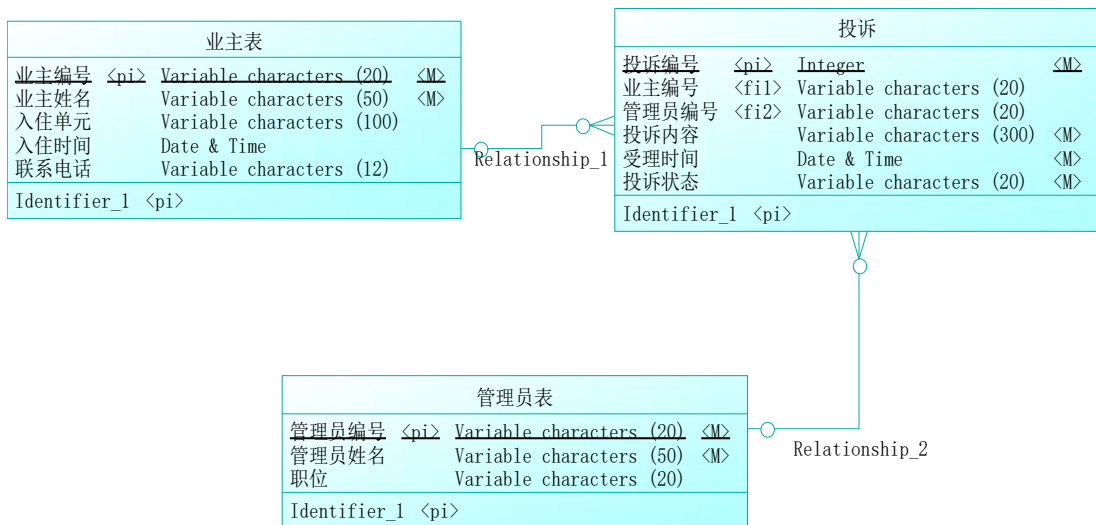 业主表
业主编号 <pi> Variable characters (20) <M>
业主姓名 Variable characters (50) <M>
入住单元 Variable characters (100)
入住时间 Date & Time
联系电话 Variable characters (12)
Identifier_1 <pi>
Relationship_1
投诉
投诉编号 <pi> Integer <M>
业主编号 <fi1> Variable characters (20)
管理员编号 <fi2> Variable characters (20)
投诉内容 Variable characters (300) <M>
受理时间 Date & Time <M>
投诉状态 Variable characters (20) <M>
Identifier_1 <pi>
管理员表
管理员编号 <pi> Variable characters (20) <M>
管理员姓名 Variable characters (50) <M>
职位 Variable characters (20)
Identifier_1 <pi>
Relationship_2